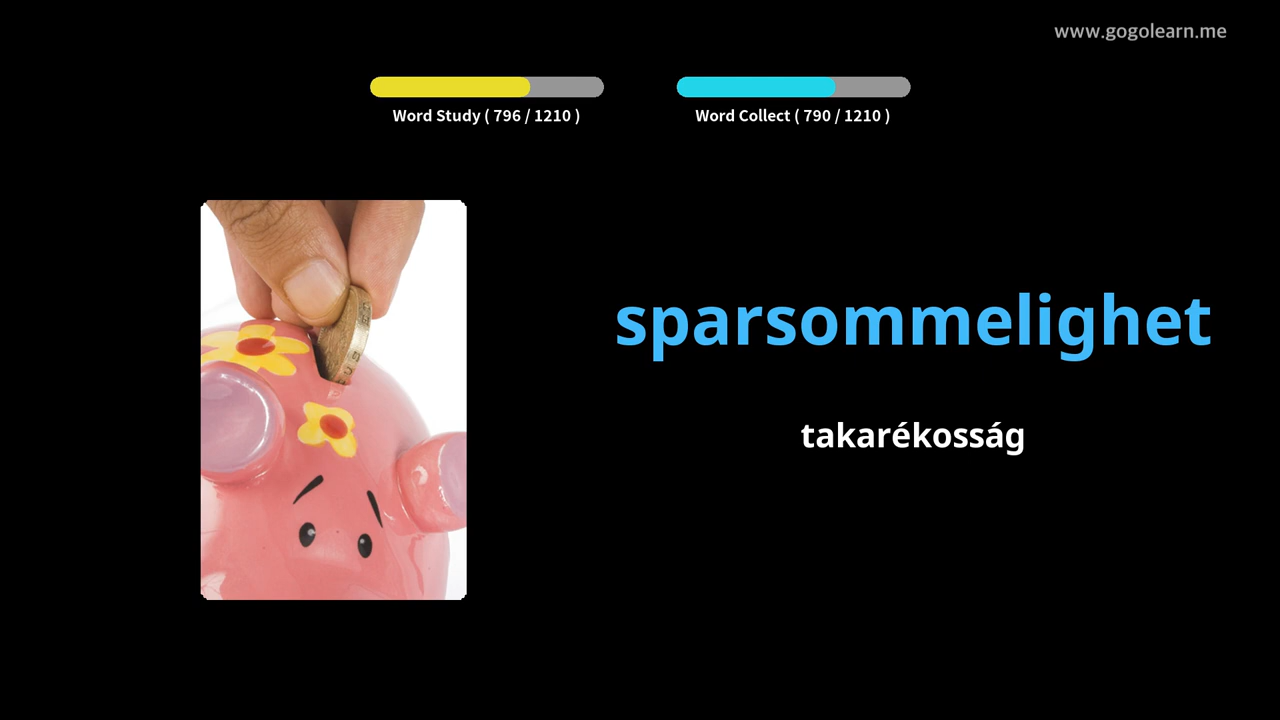 www.gogolearn.me
Word Study ( 796 / 1210 )
Word Collect ( 790 / 1210 )
sparsommelighet
takarékosság